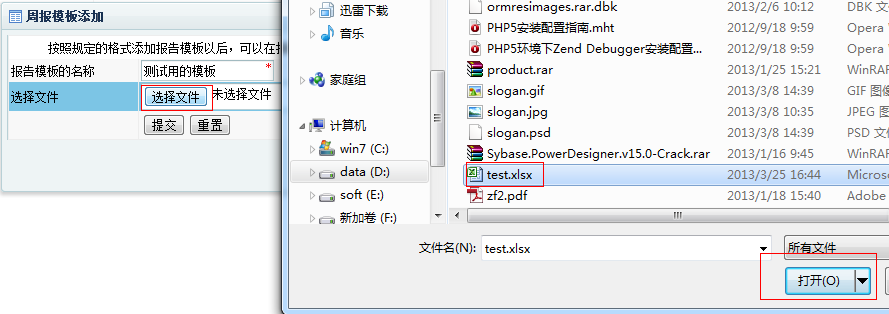 周报模板添加
按照规定的格式添加报告模板以后，可以在
报告模板的名称
测试用的模板
*
选择文件
选择文件
未选择文件
提交
重置
迅雷下载
音乐
家庭组
计算机
win7 (C:)
data (D:)
soft (E:)
新加卷 (F:)
ormresimages.rar.dbk 2013/2/6 10:12 DBK 文
PHP5安装配置指南.mht 2012/9/18 9:59 Opera
PHP5环境下Zend Debugger安装配置... 2012/9/18 9:59 Opera
product.rar 2013/1/25 15:21 WinRAR
slogan.gif 2013/3/8 14:39 GIF 图像
slogan.jpg 2013/3/8 14:39 JPEG 图
slogan.psd 2013/3/8 14:39 PSD 文
Sybase.PowerDesigner.v15.0-Crack.rar 2013/1/16 9:45 WinRAR
test.xlsx 2013/3/25 16:44 Micros
zf2.pdf 2013/1/18 15:40 Adobe
文件名(N):
test.xlsx
所有文件
打开(O)